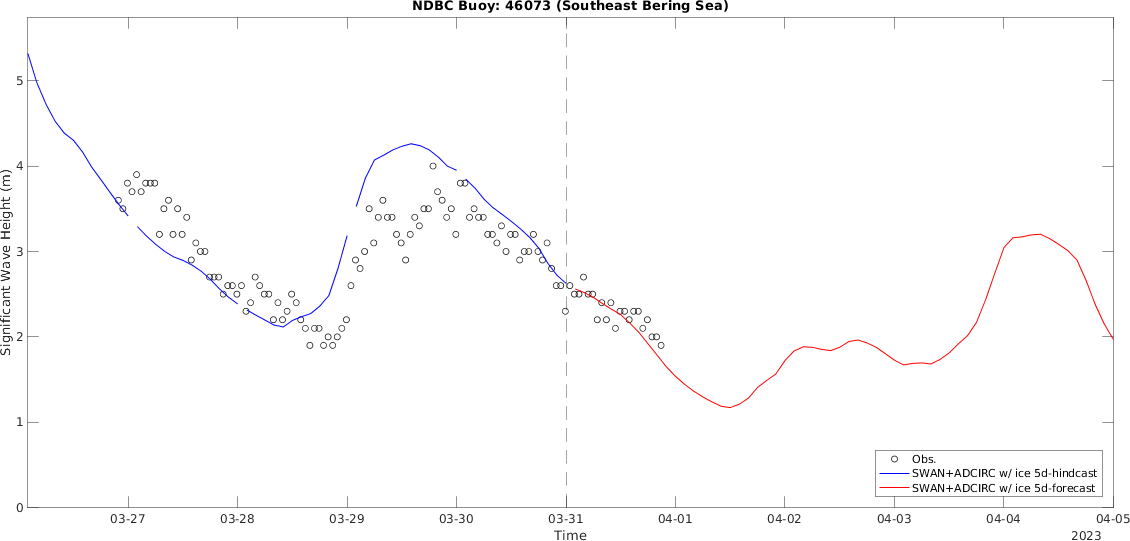 NDBC Buoy: 46073 (Southeast Bering Sea)
Significant Wave Height (m)
5
4
3
2
1
0
Obs.
SWAN+ADCIRC w/ ice 5d-hindcast
SWAN+ADCIRC w/ ice 5d-forecast
03-27 03-28 03-29 03-30 03-31 04-01 04-02 04-03 04-04 04-05
Time
2023